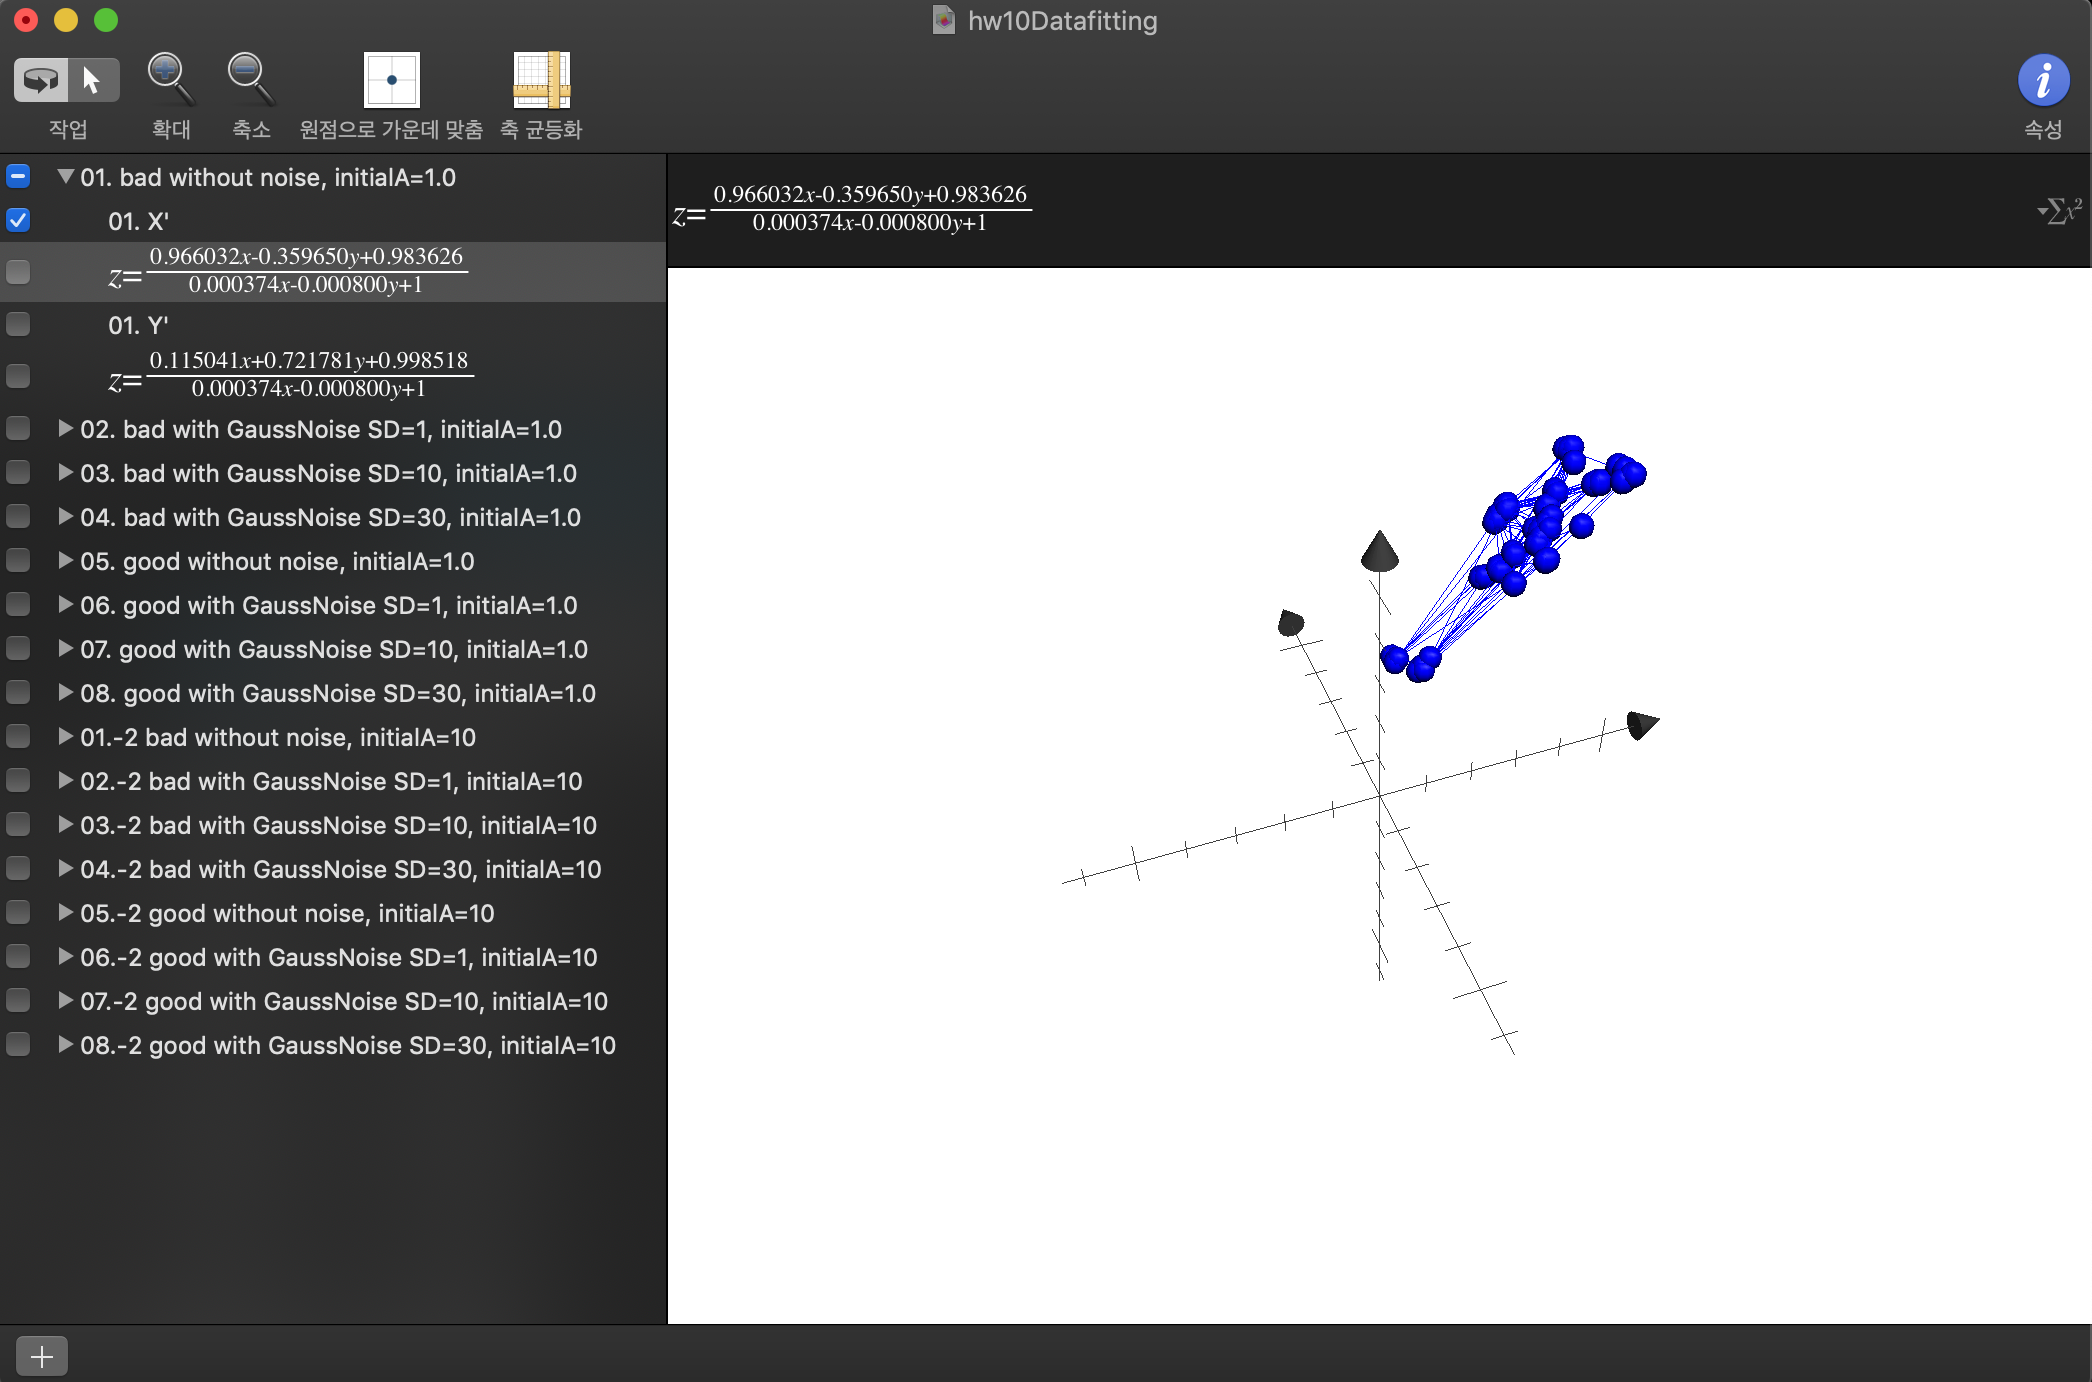 hw10Datafitting
작업 확대 축소 원점으로 가운데 맞춤 축 균등화 속성
01. bad without noise, initialA=1.0
01. X'
z=0.966032x-0.359650y+0.983626
0.000374x-0.000800y+1
01. Y'
z=0.115041x+0.721781y+0.998518
0.000374x-0.000800y+1
02. bad with GaussNoise SD=1, initialA=1.0
03. bad with GaussNoise SD=10, initialA=1.0
04. bad with GaussNoise SD=30, initialA=1.0
05. good without noise, initialA=1.0
06. good with GaussNoise SD=1, initialA=1.0
07. good with GaussNoise SD=10, initialA=1.0
08. good with GaussNoise SD=30, initialA=1.0
01.-2 bad without noise, initialA=10
02.-2 bad with GaussNoise SD=1, initialA=10
03.-2 bad with GaussNoise SD=10, initialA=10
04.-2 bad with GaussNoise SD=30, initialA=10
05.-2 good without noise, initialA=10
06.-2 good with GaussNoise SD=1, initialA=10
07.-2 good with GaussNoise SD=10, initialA=10
08.-2 good with GaussNoise SD=30, initialA=10
z=0.966032x-0.359650y+0.983626
0.000374x-0.000800y+1
∑x²